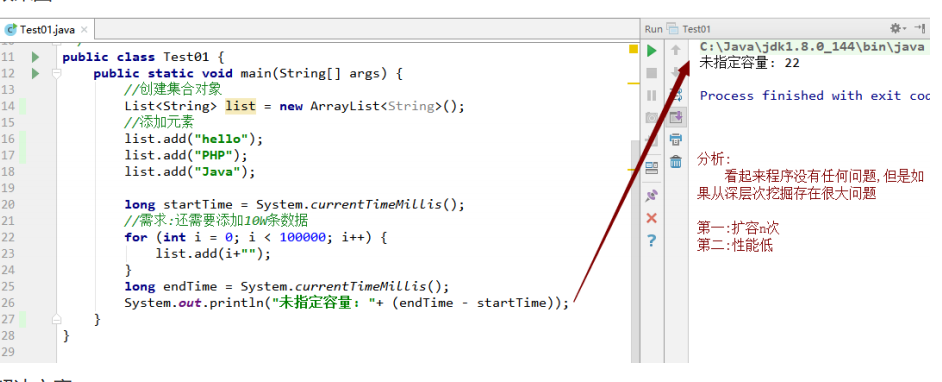 Test01.java
11 public class Test01 {
12 public static void main(String[] args) {
13 //创建集合对象
14 List<String> list = new ArrayList<String>();
15 //添加元素
16 list.add("hello");
17 list.add("PHP");
18 list.add("Java");
19
20 long startTime = System.currentTimeMillis();
21 //需求:还需要添加10W条数据
22 for (int i = 0; i < 100000; i++) {
23 list.add(i+"");
24 }
25 long endTime = System.currentTimeMillis();
26 System.out.println("未指定容量: "+ (endTime - startTime));
27 }
28 }
29
Run Test01
C:\Java\jdk1.8.0_144\bin\java
未指定容量: 22
Process finished with exit cod
分析:
看起来程序没有任何问题,但是如
果从深层次挖掘存在很大问题
第一:扩容n次
第二:性能低